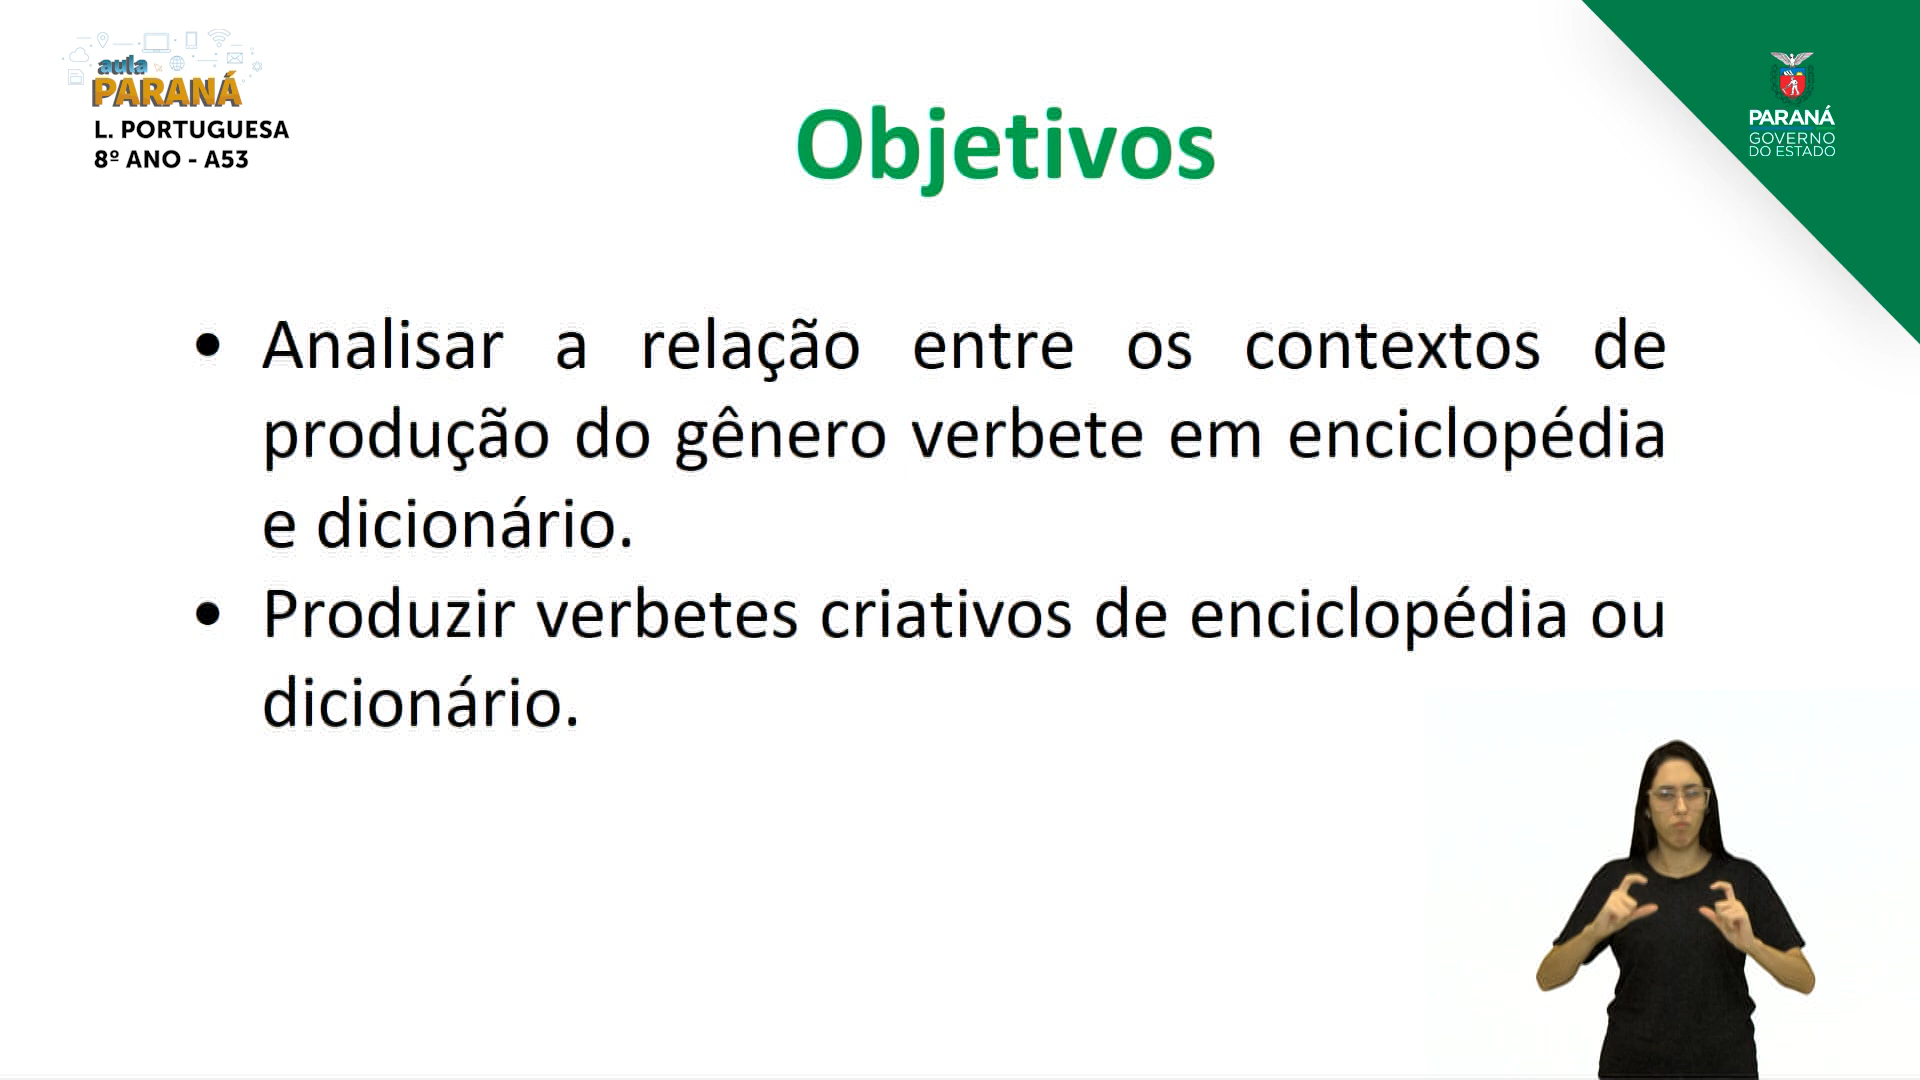 aula
PARANÁ
L. PORTUGUESA
8º ANO - A53
Objetivos
PARANÁ
GOVERNO
DO ESTADO
• Analisar a relação entre os contextos de
produção do gênero verbete em enciclopédia
e dicionário.
• Produzir verbetes criativos de enciclopédia ou
dicionário.